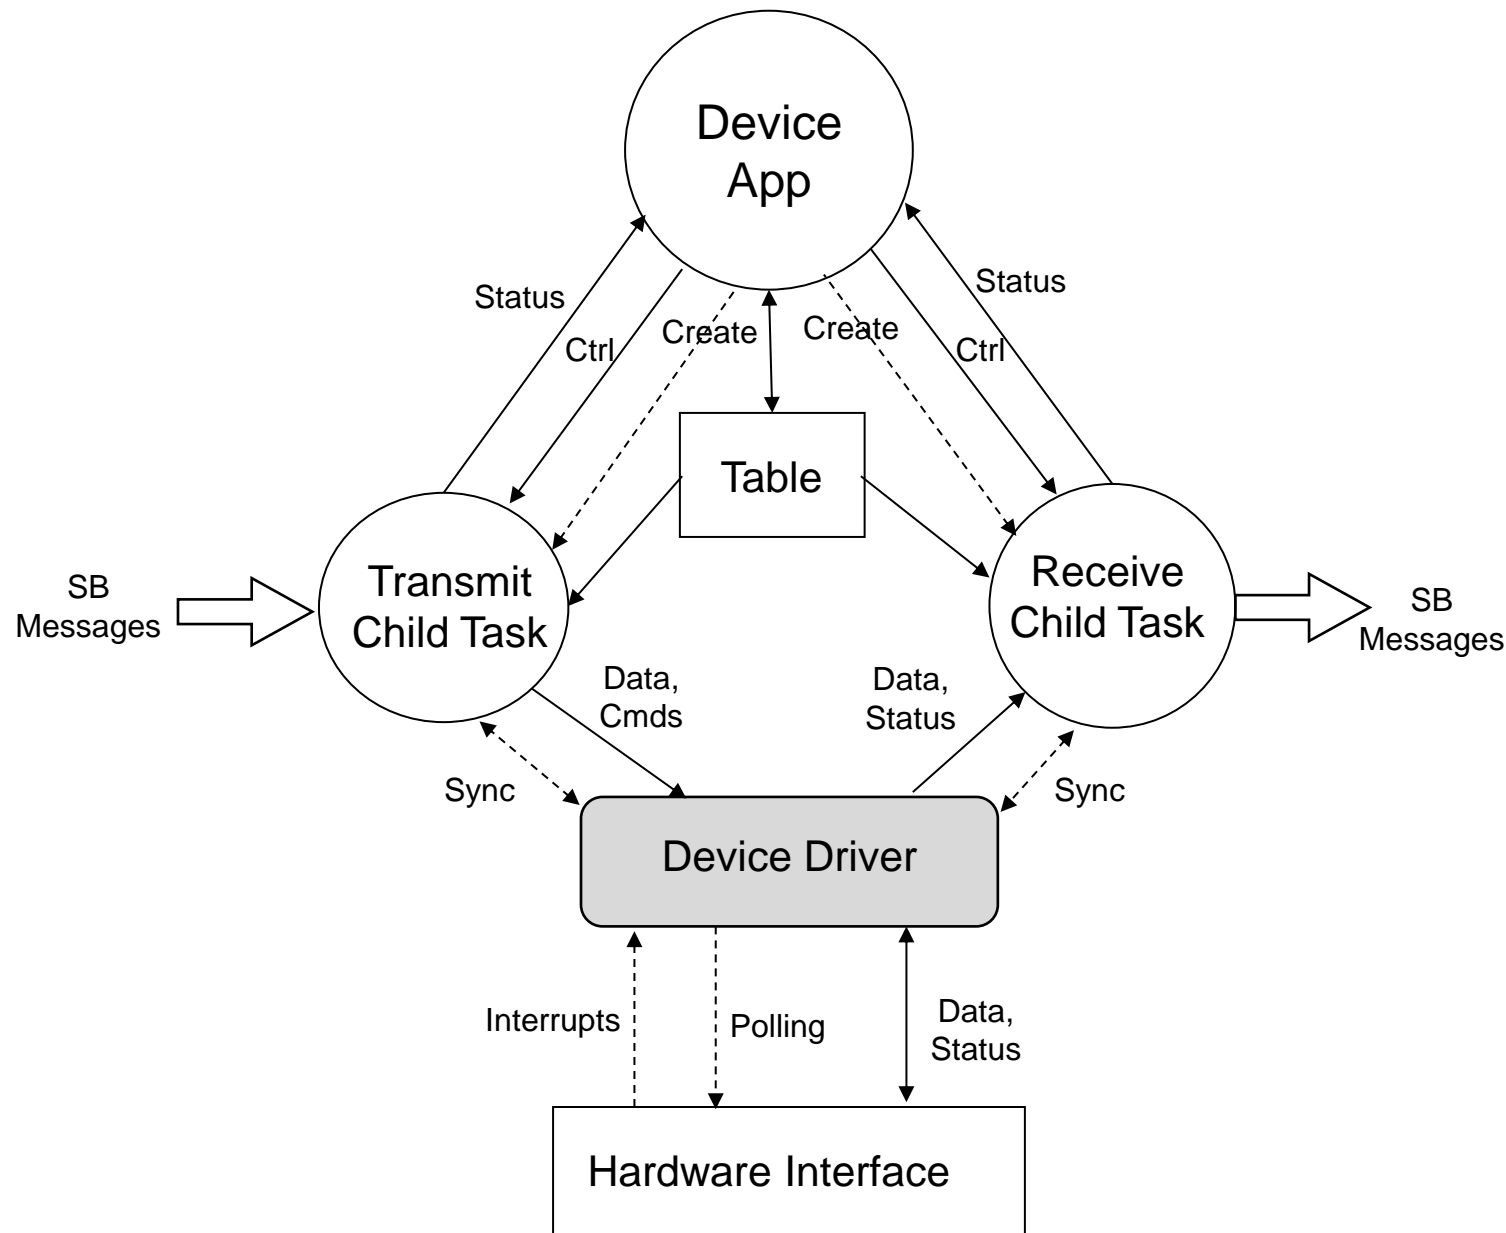 Device
App
Status
Status
Create
Create
Ctrl
Ctrl
Table
SB
Messages
Transmit
Child Task
Receive
Child Task
SB
Messages
Data,
Cmds
Data,
Status
Sync
Sync
Device Driver
Interrupts
Polling
Data,
Status
Hardware Interface